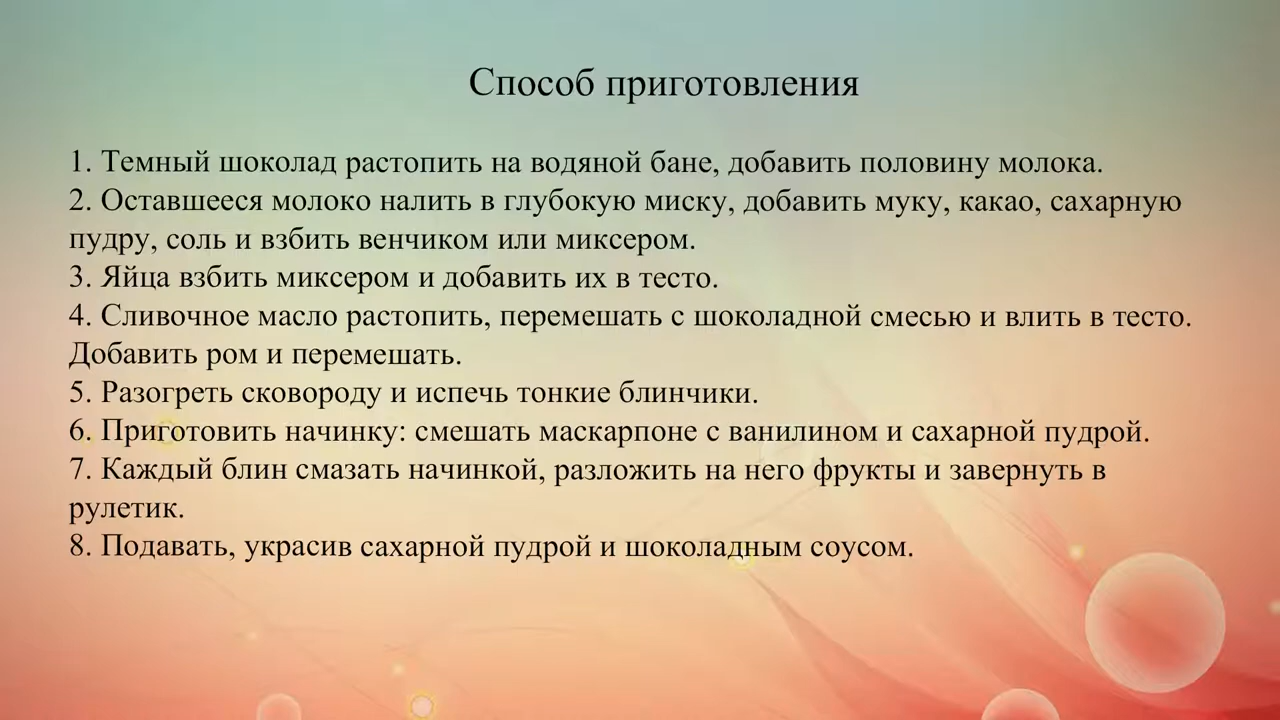 Способ приготовления
1. Темный шоколад растопить на водяной бане, добавить половину молока.
2. Оставшееся молоко налить в глубокую миску, добавить муку, какао, сахарную
пудру, соль и взбить венчиком или миксером.
3. Яйца взбить миксером и добавить их в тесто.
4. Сливочное масло растопить, перемешать с шоколадной смесью и влить в тесто.
Добавить ром и перемешать.
5. Разогреть сковороду и испечь тонкие блинчики.
6. Приготовить начинку: смешать маскарпоне с ванилином и сахарной пудрой.
7. Каждый блин смазать начинкой, разложить на него фрукты и завернуть в
рулетик.
8. Подавать, украсив сахарной пудрой и шоколадным соусом.